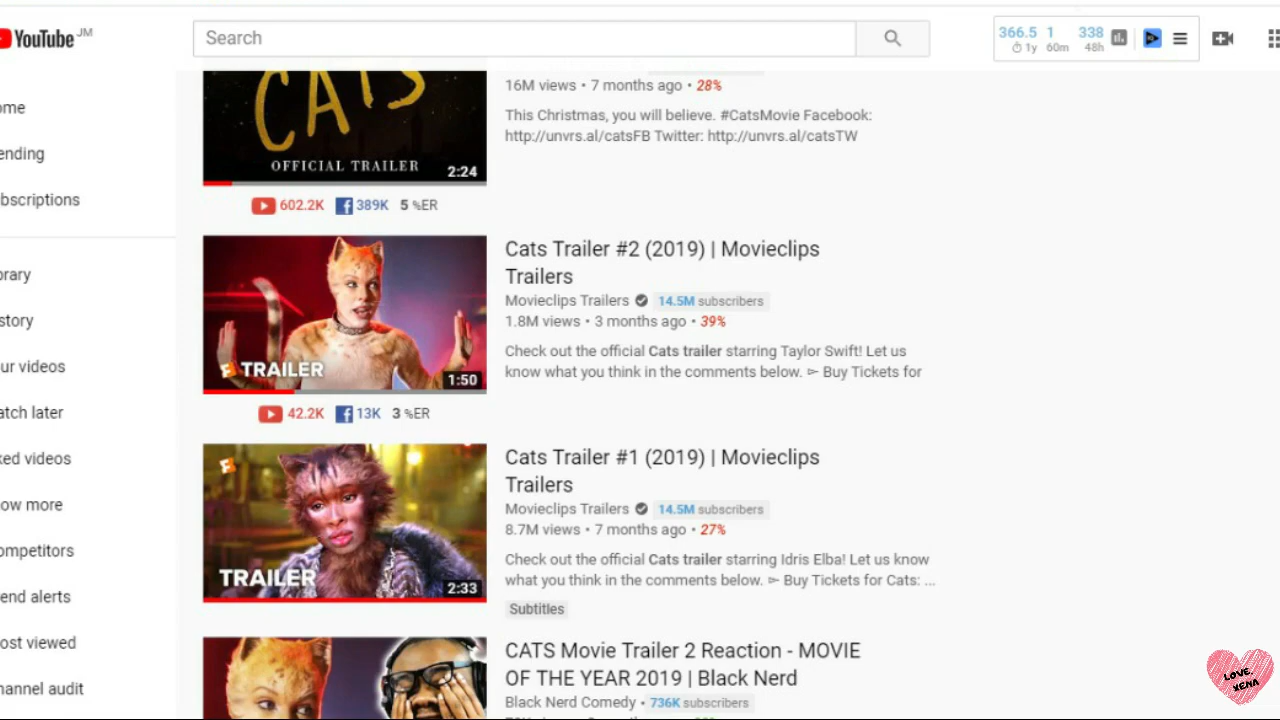 YouTube JM
Search
366.5 1 338
1y 60m 48h
ome
ending
bscriptions
brary
story
ur videos
atch later
ked videos
ow more
ompetitors
end alerts
ost viewed
hannel audit
CATS
OFFICIAL TRAILER
2:24
16M views • 7 months ago • 28%
This Christmas, you will believe. #CatsMovie Facebook:
http://unvrs.al/catsFB Twitter: http://unvrs.al/catsTW
602.2K 389K 5 %ER
TRAILER
1:50
Cats Trailer #2 (2019) | Movieclips
Trailers
Movieclips Trailers 14.5M subscribers
1.8M views • 3 months ago • 39%
Check out the official Cats trailer starring Taylor Swift! Let us
know what you think in the comments below. ➢ Buy Tickets for
42.2K 13K 3 %ER
TRAILER
2:33
Cats Trailer #1 (2019) | Movieclips
Trailers
Movieclips Trailers 14.5M subscribers
8.7M views • 7 months ago • 27%
Check out the official Cats trailer starring Idris Elba! Let us know
what you think in the comments below. ➢ Buy Tickets for Cats: ...
Subtitles
CATS Movie Trailer 2 Reaction - MOVIE
OF THE YEAR 2019 | Black Nerd
Black Nerd Comedy • 736K subscribers
LOVE,
XENA